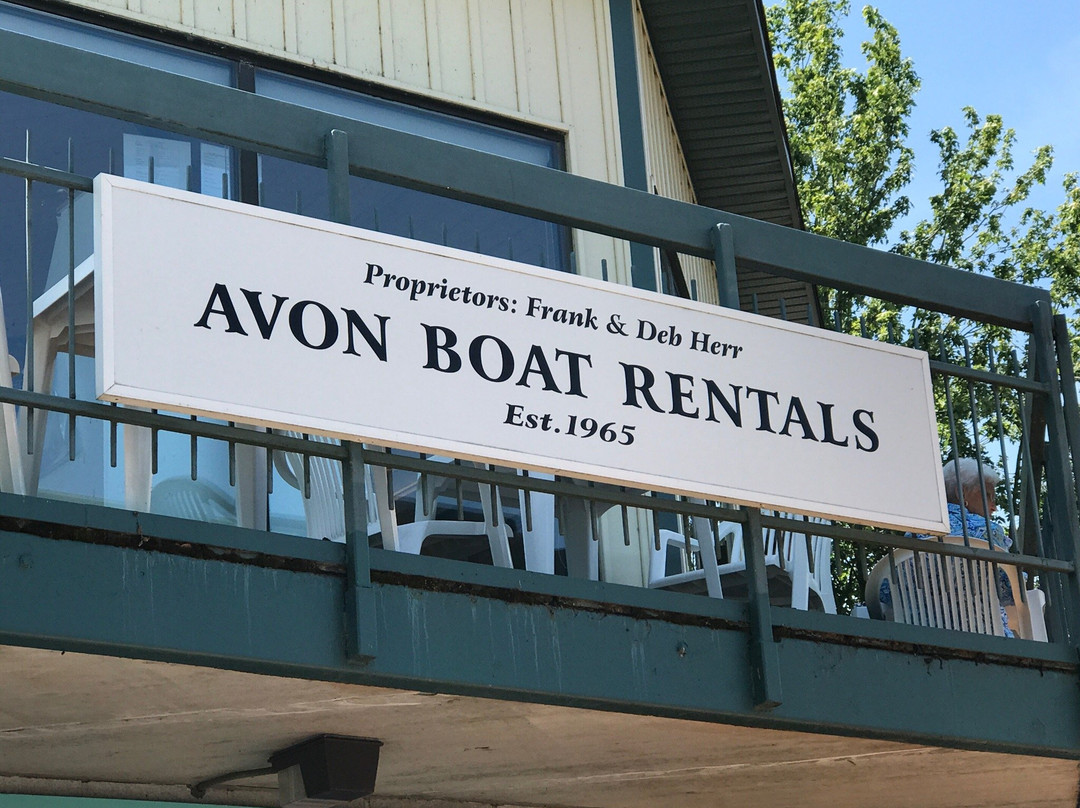 Proprietors: Frank & Deb Herr
AVON BOAT RENTALS
Est. 1965